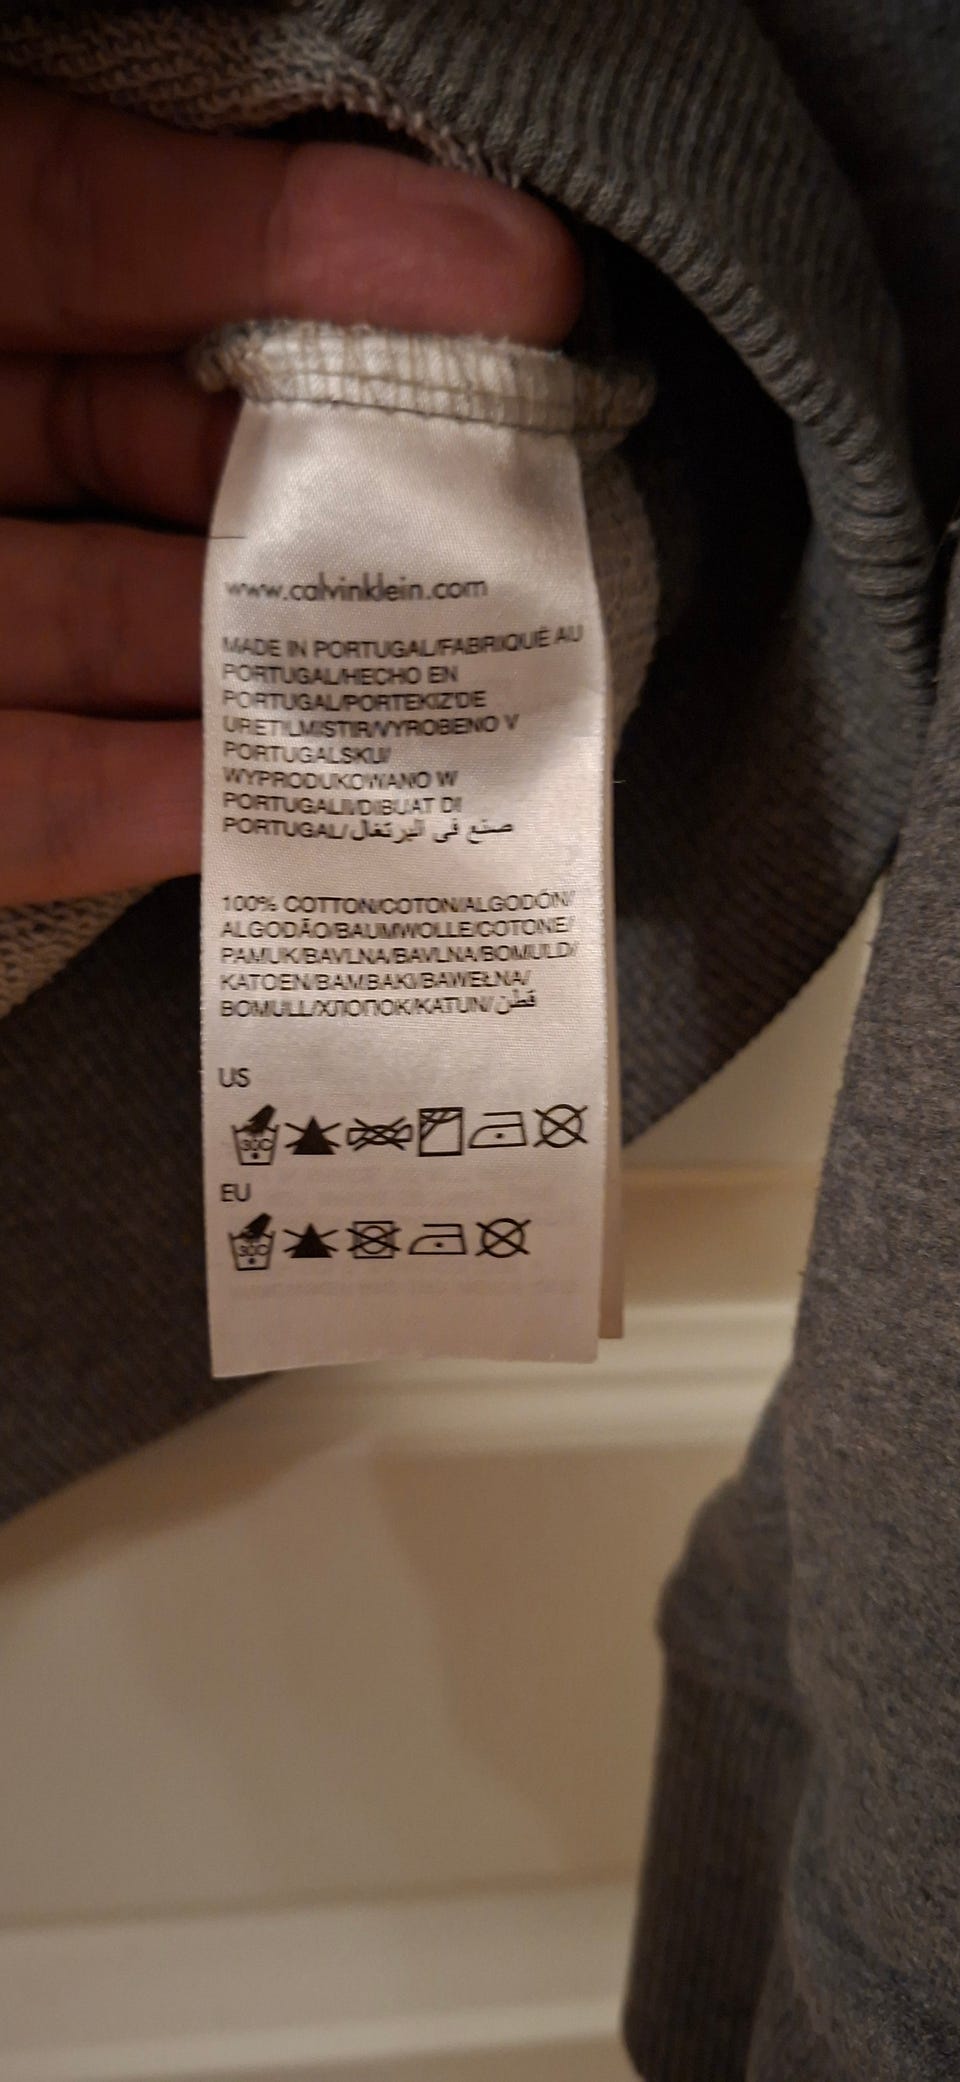 www.calvinklein.com
MADE IN PORTUGAL/FABRIQUÉ AU
PORTUGAL/HECHO EN
PORTUGAL/PORTEKIZ'DE
URETILMISTIR/VYROBENO V
PORTUGALSKU/
WYPRODUKOWANO W
PORTUGALII/DIBUAT DI
PORTUGAL/صنع في البرتغال
100% COTTON/COTON/ALGODÓN/
ALGODÃO/BAUMWOLLE/COTONE/
PAMUK/BAVLNA/BAVLNA/BOMULD/
KATOEN/BAMBAKI/BAWEŁNA/
BOMULL/ХЛОПОК/KATUN/قطن
US
30C
EU
30C